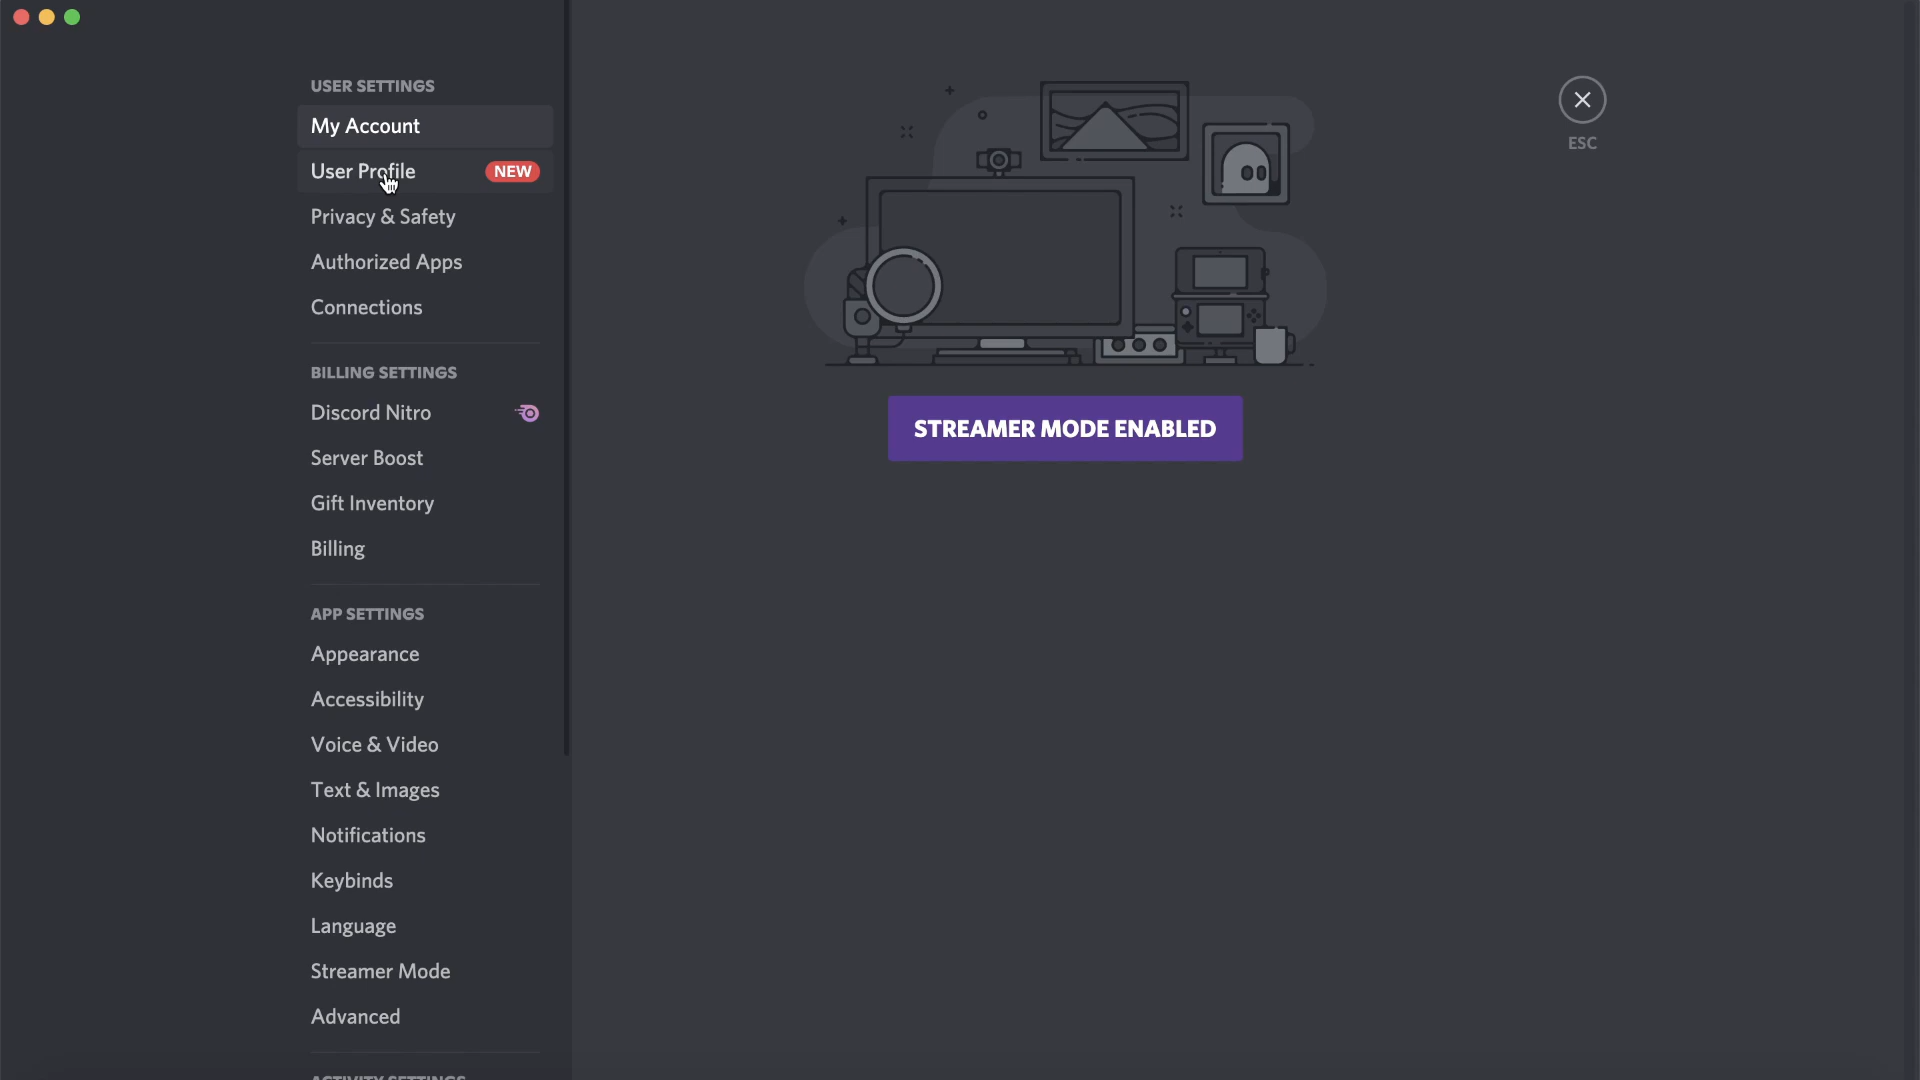 USER SETTINGS
My Account
User Profile NEW
Privacy & Safety
Authorized Apps
Connections
BILLING SETTINGS
Discord Nitro
Server Boost
Gift Inventory
Billing
APP SETTINGS
Appearance
Accessibility
Voice & Video
Text & Images
Notifications
Keybinds
Language
Streamer Mode
Advanced
ACTIVITY SETTINGS
STREAMER MODE ENABLED
ESC